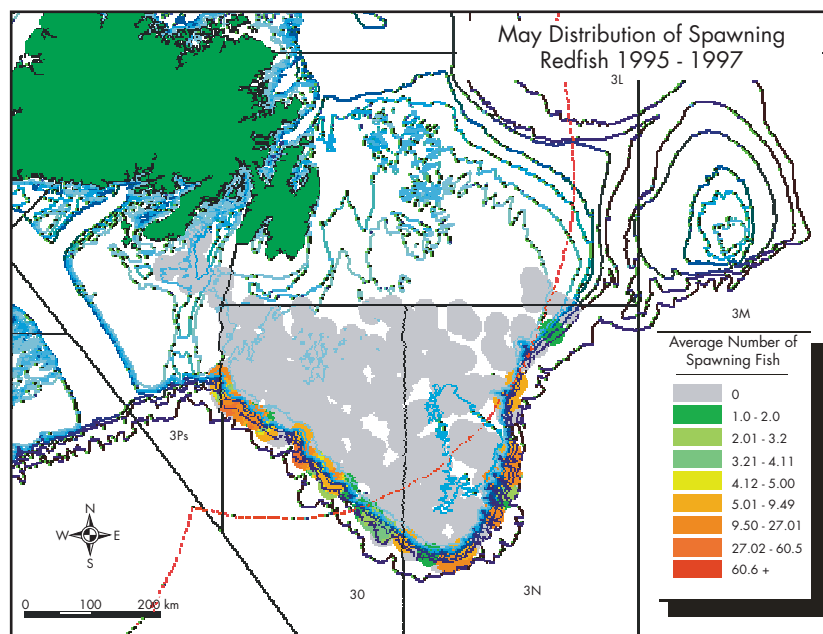 May Distribution of Spawning
Redfish 1995 - 1997
3L
3M
Average Number of
Spawning Fish
0
1.0 - 2.0
2.01 - 3.2
3.21 - 4.11
4.12 - 5.00
5.01 - 9.49
9.50 - 27.01
27.02 - 60.5
60.6 +
3Ps
N
W E
S
30
3N
0 100 200 km